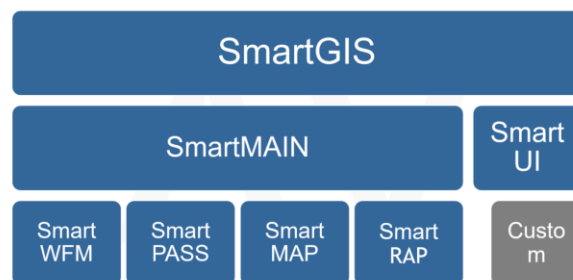 SmartGIS
SmartMAIN
Smart
UI
Smart
WFM
Smart
PASS
Smart
MAP
Smart
RAP
Custo
m